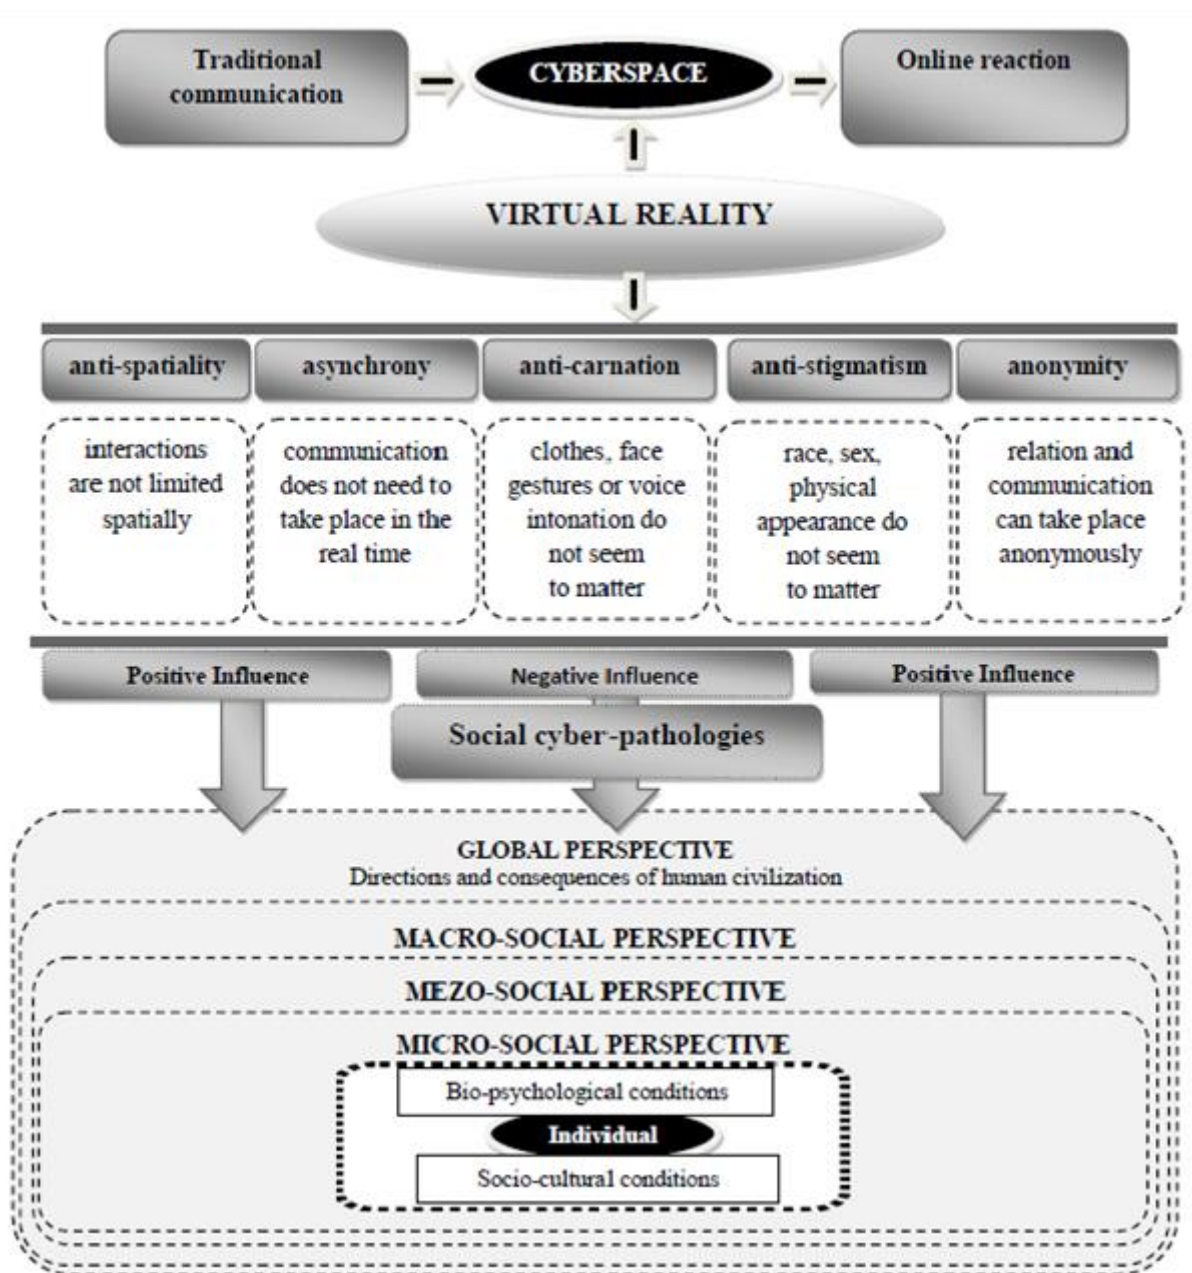 Traditional
communication
CYBERSPACE
Online reaction
VIRTUAL REALITY
anti-spatiality
asynchrony
anti-carnation
anti-stigmatism
anonymity
interactions
are not limited
spatially
communication
does not need to
take place in the
real time
clothes, face
gestures or voice
intonation do
not seem
to matter
race, sex,
physical
appearance do
not seem
to matter
relation and
communication
can take place
anonymously
Positive Influence
Negative Influence
Positive Influence
Social cyber-pathologies
GLOBAL PERSPECTIVE
Directions and consequences of human civilization
MACRO-SOCIAL PERSPECTIVE
MEZO-SOCIAL PERSPECTIVE
MICRO-SOCIAL PERSPECTIVE
Bio-psychological conditions
Individual
Socio-cultural conditions